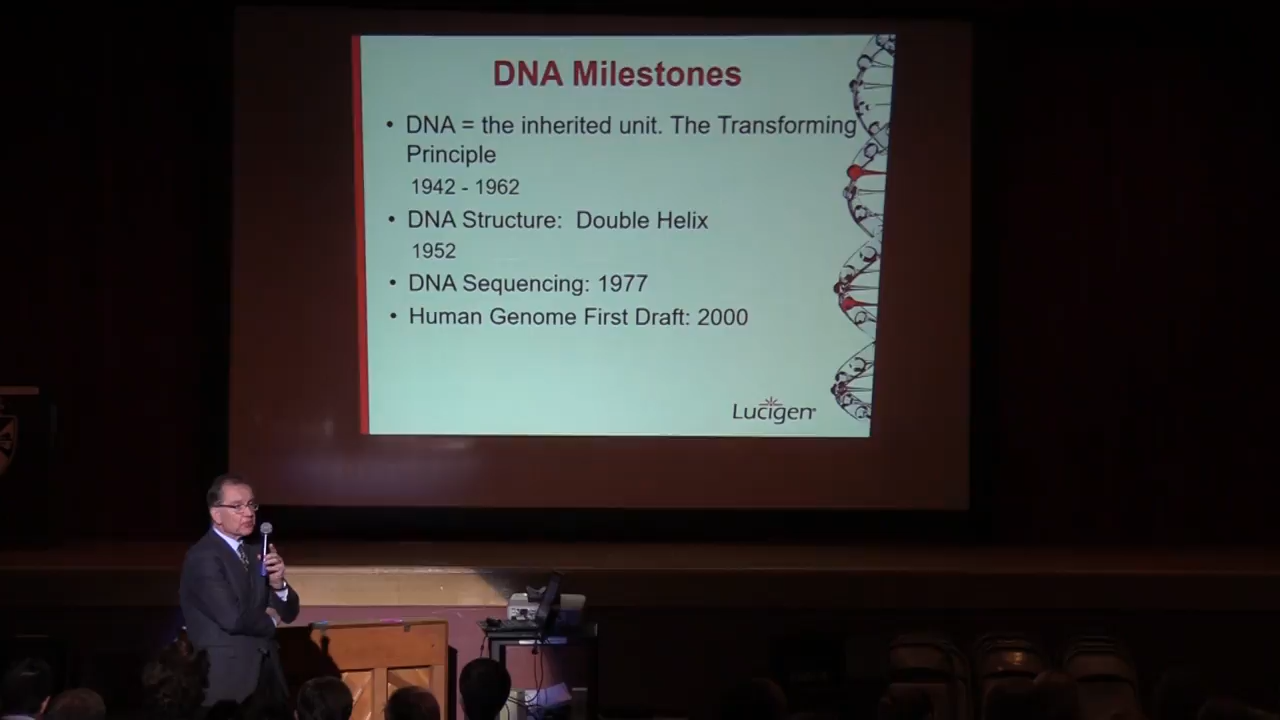 DNA Milestones
• DNA = the inherited unit. The Transforming
Principle
1942 - 1962
• DNA Structure: Double Helix
1952
• DNA Sequencing: 1977
• Human Genome First Draft: 2000
Lucigen